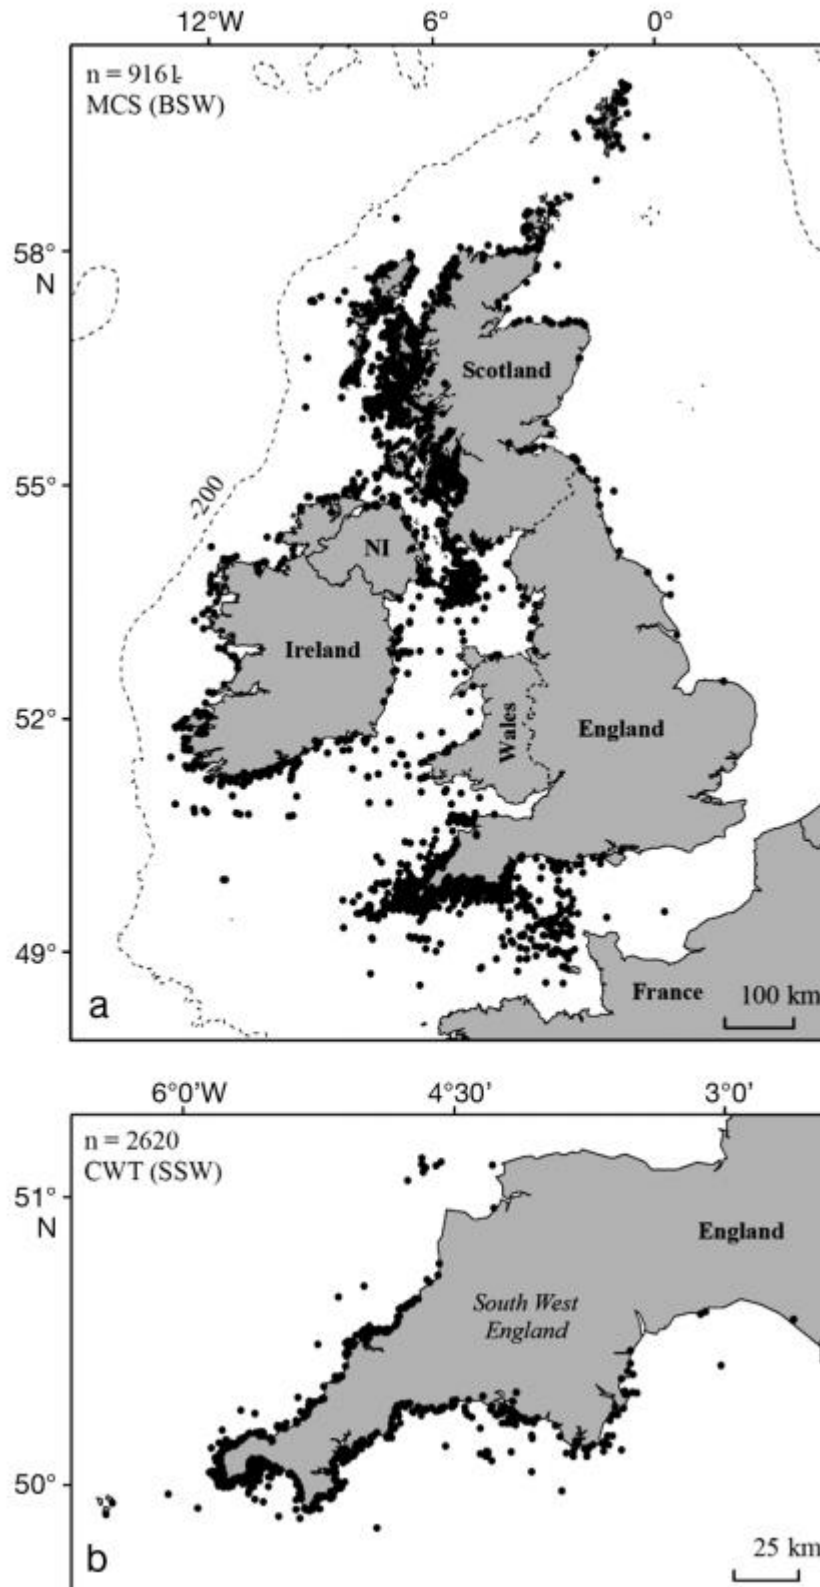 12°W 6° 0°
n = 9161
MCS (BSW)
58°
N
Scotland
55°
-200
NI
Ireland
52°
Wales
England
49°
France
a
100 km
6°0'W 4°30' 3°0'
n = 2620
CWT (SSW)
51°
N
England
South West
England
50°
b
25 km